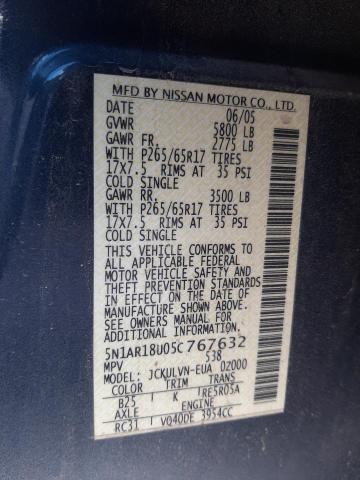 MFD BY NISSAN MOTOR CO., LTD.
DATE 06/05
GVWR 5800 LB
GAWR FR. 2775 LB
WITH P265/65R17 TIRES
17X7.5 RIMS AT 35 PSI
COLD SINGLE
GAWR RR. 3500 LB
WITH P265/65R17 TIRES
17X7.5 RIMS AT 35 PSI
COLD SINGLE
THIS VEHICLE CONFORMS TO
ALL APPLICABLE FEDERAL
MOTOR VEHICLE SAFETY AND
THEFT PREVENTION STANDARDS
IN EFFECT ON THE DATE OF
MANUFACTURE SHOWN ABOVE.
SEE OWNERS MANUAL FOR
ADDITIONAL INFORMATION
5N1AR18U05C767632
MPV 538
JCKULVN-EUA D2000
COLOR TRIM TRANS
B25 K RE5R05A
AXLE ENGINE
RC31 VQ40DE 3954CC